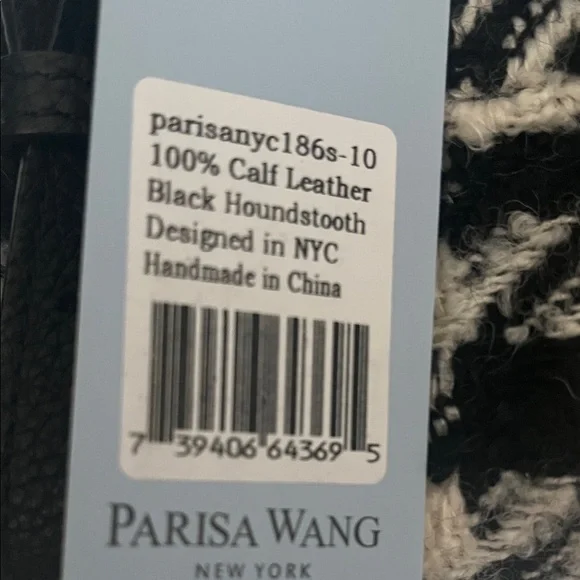 parisanyc186s-10
100% Calf Leather
Black Houndstooth
Designed in NYC
Handmade in China
7 39406 64369 5
PARISA WANG
NEW YORK